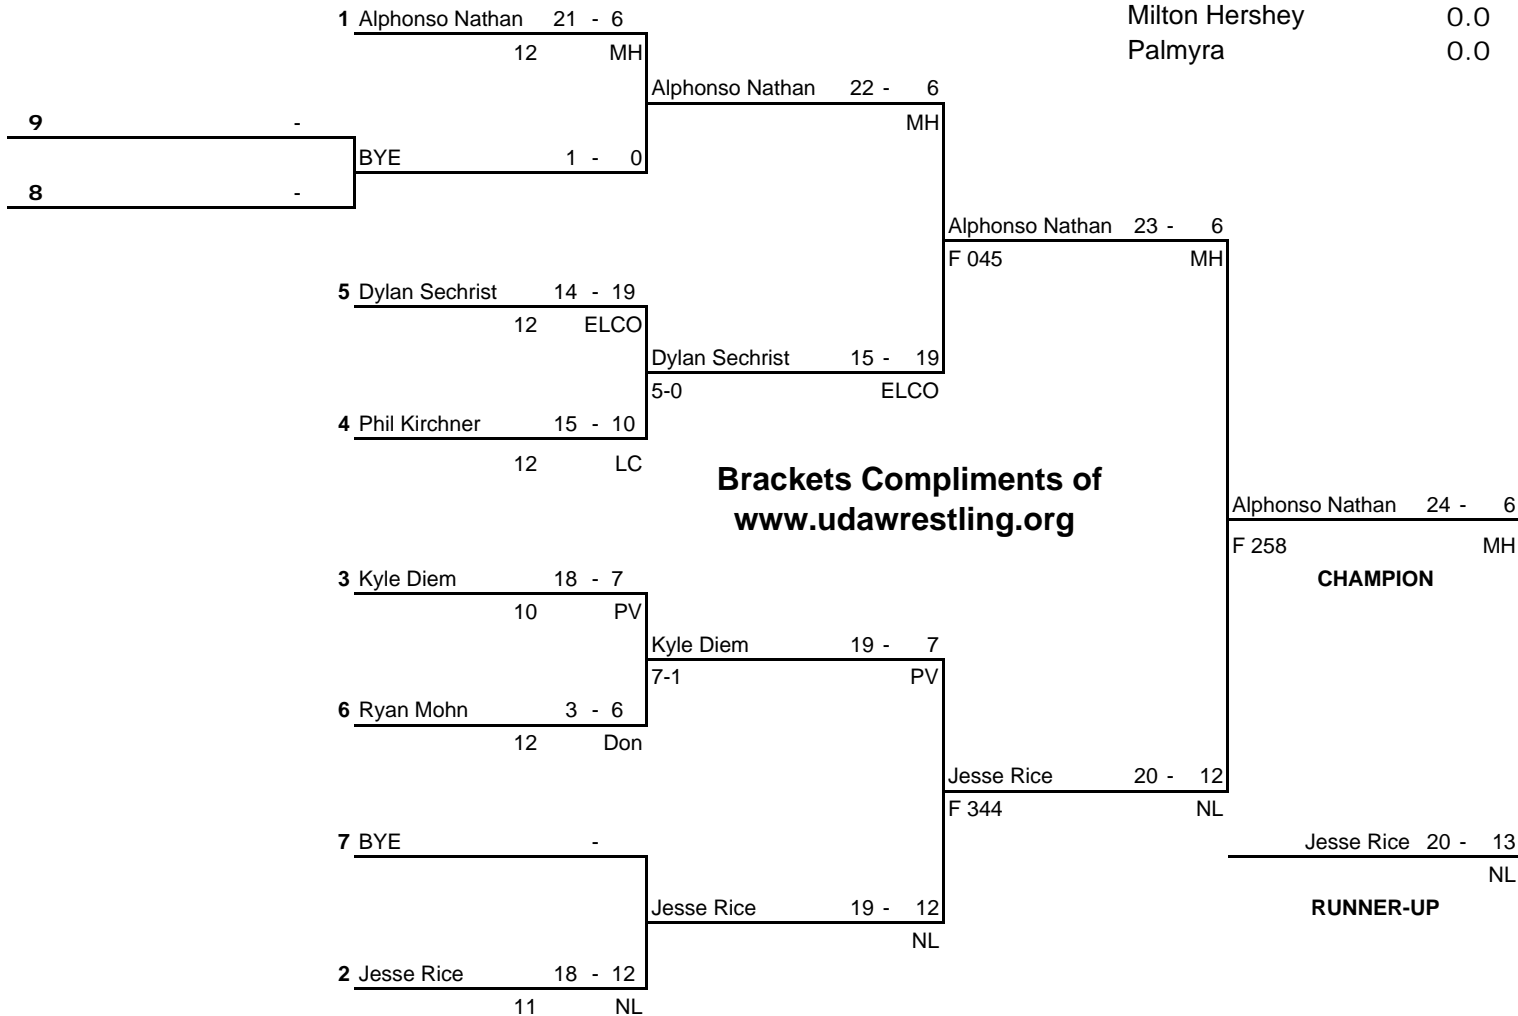 Milton Hershey 0.0
Palmyra 0.0
1 Alphonso Nathan 21 - 6
12 MH
Alphonso Nathan 22 - 6
MH
9 -
BYE 1 - 0
8 -
Alphonso Nathan 23 - 6
F 045 MH
5 Dylan Sechrist 14 - 19
12 ELCO
Dylan Sechrist 15 - 19
5-0 ELCO
4 Phil Kirchner 15 - 10
12 LC
Brackets Compliments of
www.udawrestling.org
Alphonso Nathan 24 - 6
F 258 MH
CHAMPION
3 Kyle Diem 18 - 7
10 PV
Kyle Diem 19 - 7
7-1 PV
6 Ryan Mohn 3 - 6
12 Don
Jesse Rice 20 - 12
F 344 NL
7 BYE -
Jesse Rice 20 - 13
NL
RUNNER-UP
Jesse Rice 19 - 12
NL
2 Jesse Rice 18 - 12
11 NL